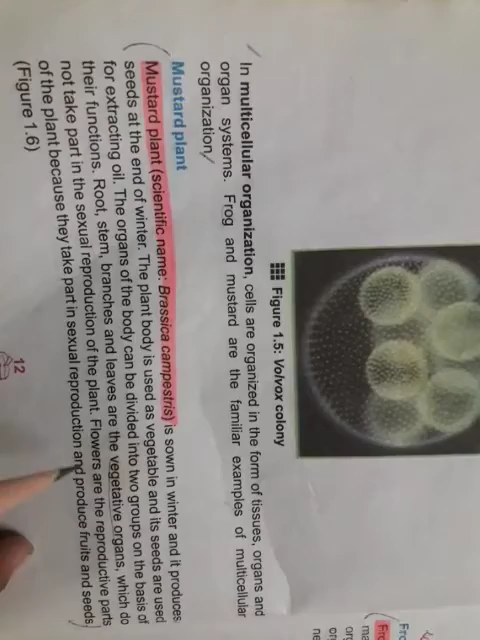 Figure 1.5: Volvox colony
In multicellular organization, cells are organized in the form of tissues, organs and
organ systems. Frog and mustard are the familiar examples of multicellular
organization.
Mustard plant
Mustard plant (scientific name: Brassica campestris) is sown in winter and it produces
seeds at the end of winter. The plant body is used as vegetable and its seeds are used
for extracting oil. The organs of the body can be divided into two groups on the basis of
their functions. Root, stem, branches and leaves are the vegetative organs, which do
not take part in the sexual reproduction of the plant. Flowers are the reproductive parts
of the plant because they take part in sexual reproduction and produce fruits and seeds
(Figure 1.6)
12